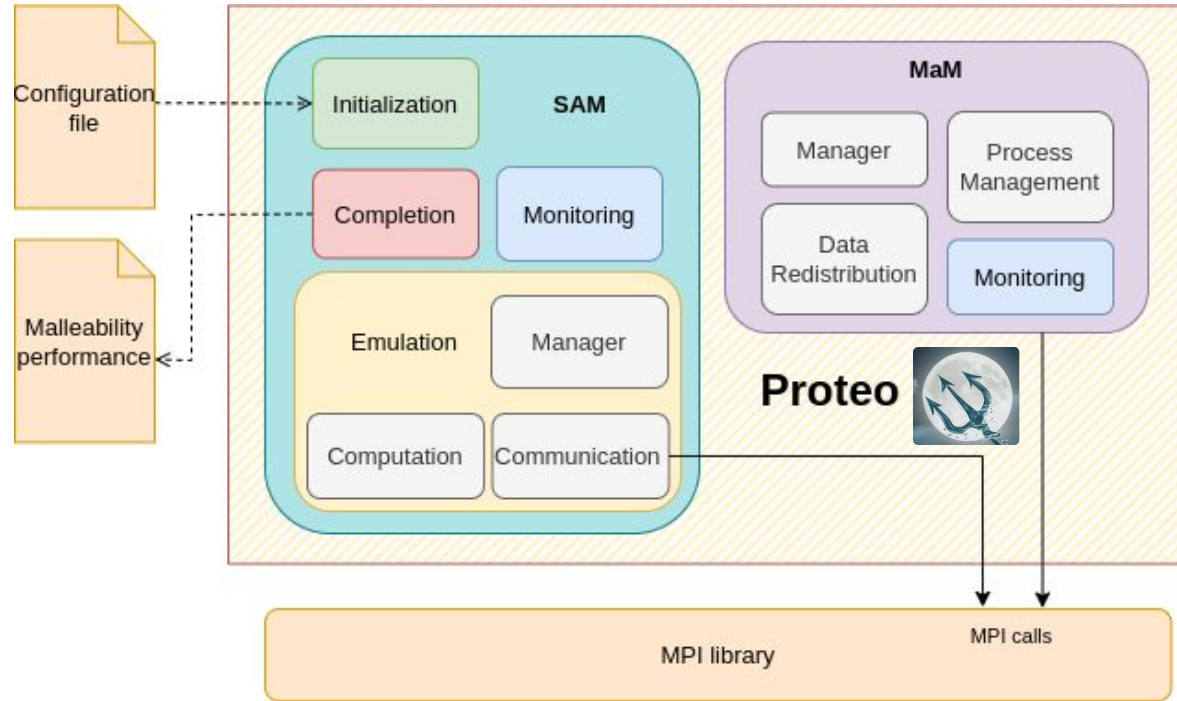 Configuration
file
Malleability
performance
SAM
Initialization
Completion
Monitoring
Emulation
Manager
Computation
Communication
MaM
Manager
Process
Management
Data
Redistribution
Monitoring
Proteo
MPI calls
MPI library